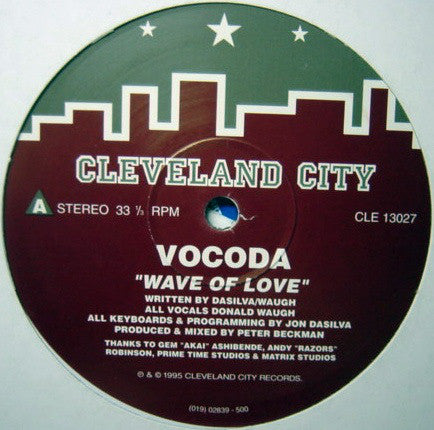 CLEVELAND CITY
A STEREO 33 ⅓ RPM
CLE 13027
VOCODA
"WAVE OF LOVE"
WRITTEN BY DASILVA/WAUGH
ALL VOCALS DONALD WAUGH
ALL KEYBOARDS & PROGRAMMING BY JON DASILVA
PRODUCED & MIXED BY PETER BECKMAN
THANKS TO GEM "AKAI" ASHIBENDE, ANDY "RAZORS"
ROBINSON, PRIME TIME STUDIOS & MATRIX STUDIOS
℗ & © 1995 CLEVELAND CITY RECORDS.
(019) 02639 - 500